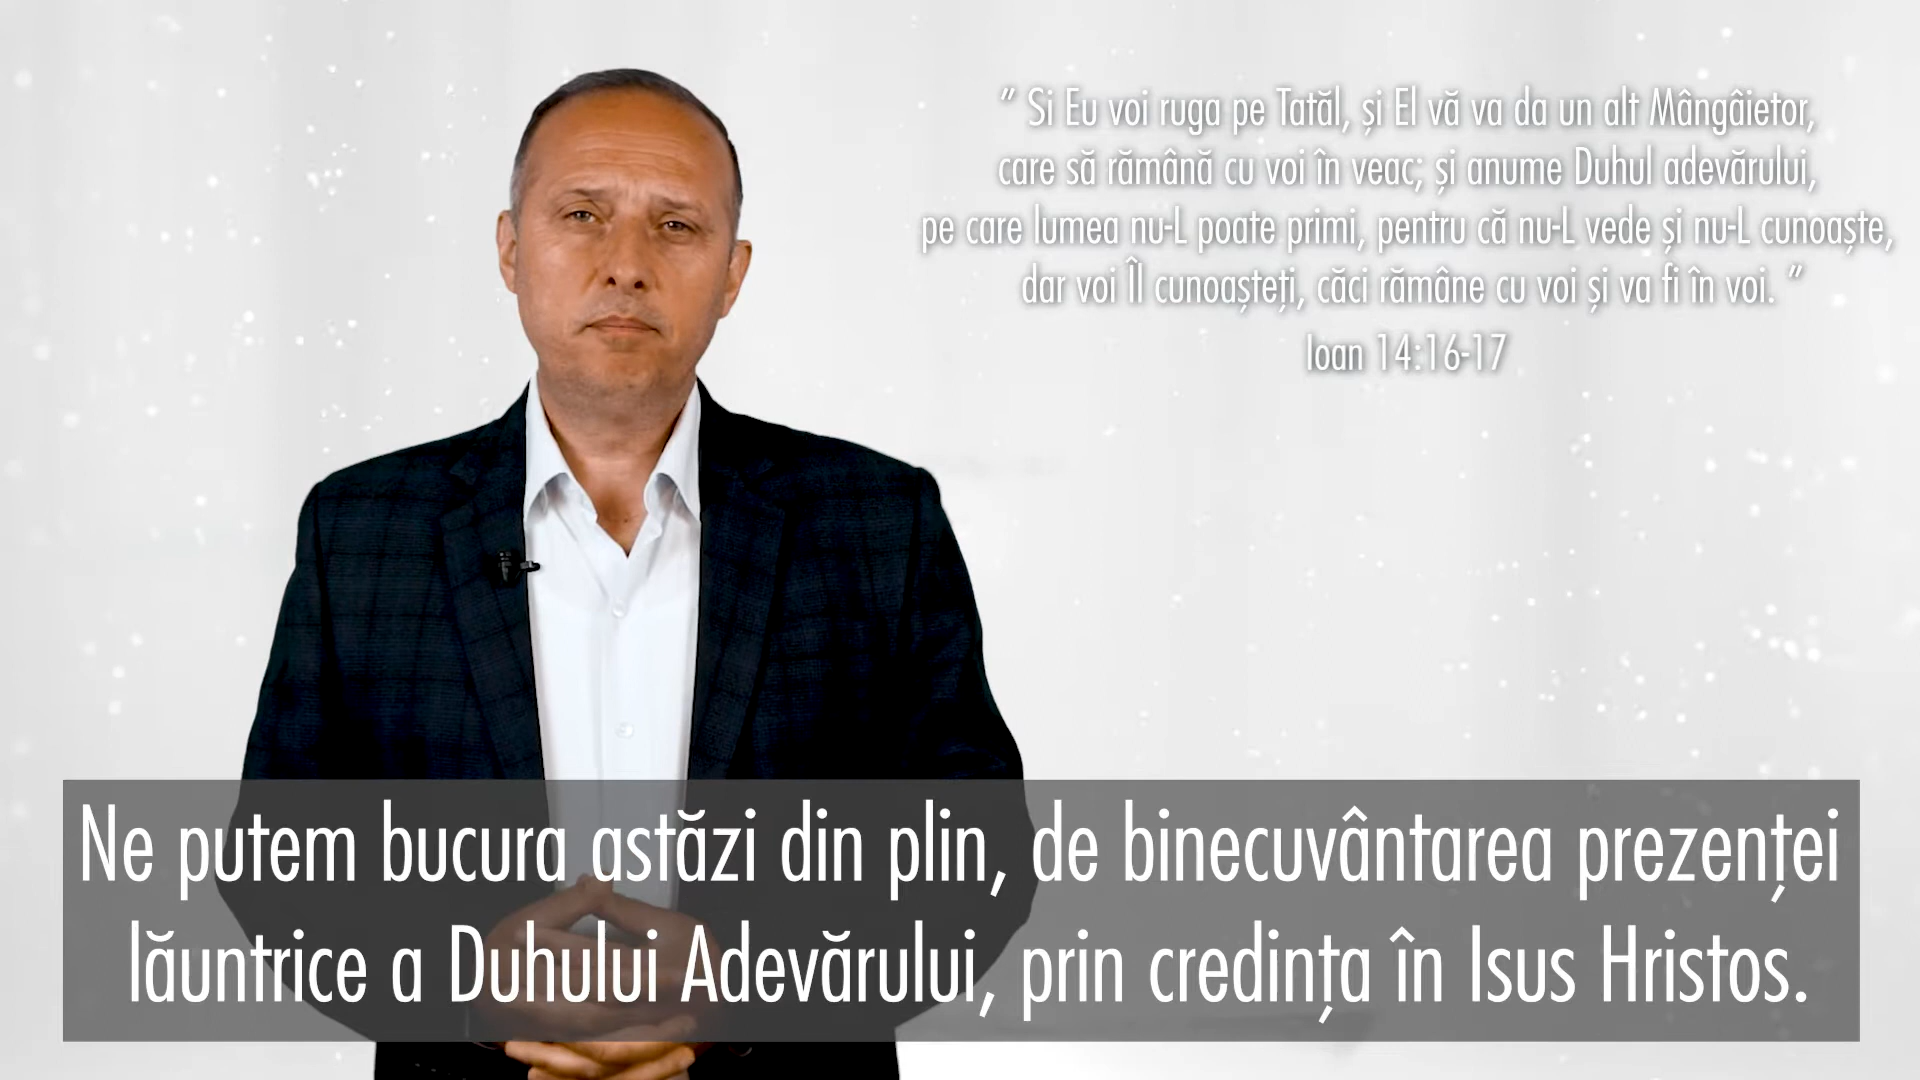 ” Si Eu voi ruga pe Tatăl, și El vă va da un alt Mângâietor,
care să rămână cu voi în veac; și anume Duhul adevărului,
pe care lumea nu-L poate primi, pentru că nu-L vede și nu-L cunoaște,
dar voi Îl cunoașteți, căci rămâne cu voi și va fi în voi. ”
Ioan 14:16-17
Ne putem bucura astăzi din plin, de binecuvântarea prezenței
lăuntrice a Duhului Adevărului, prin credința în Isus Hristos.